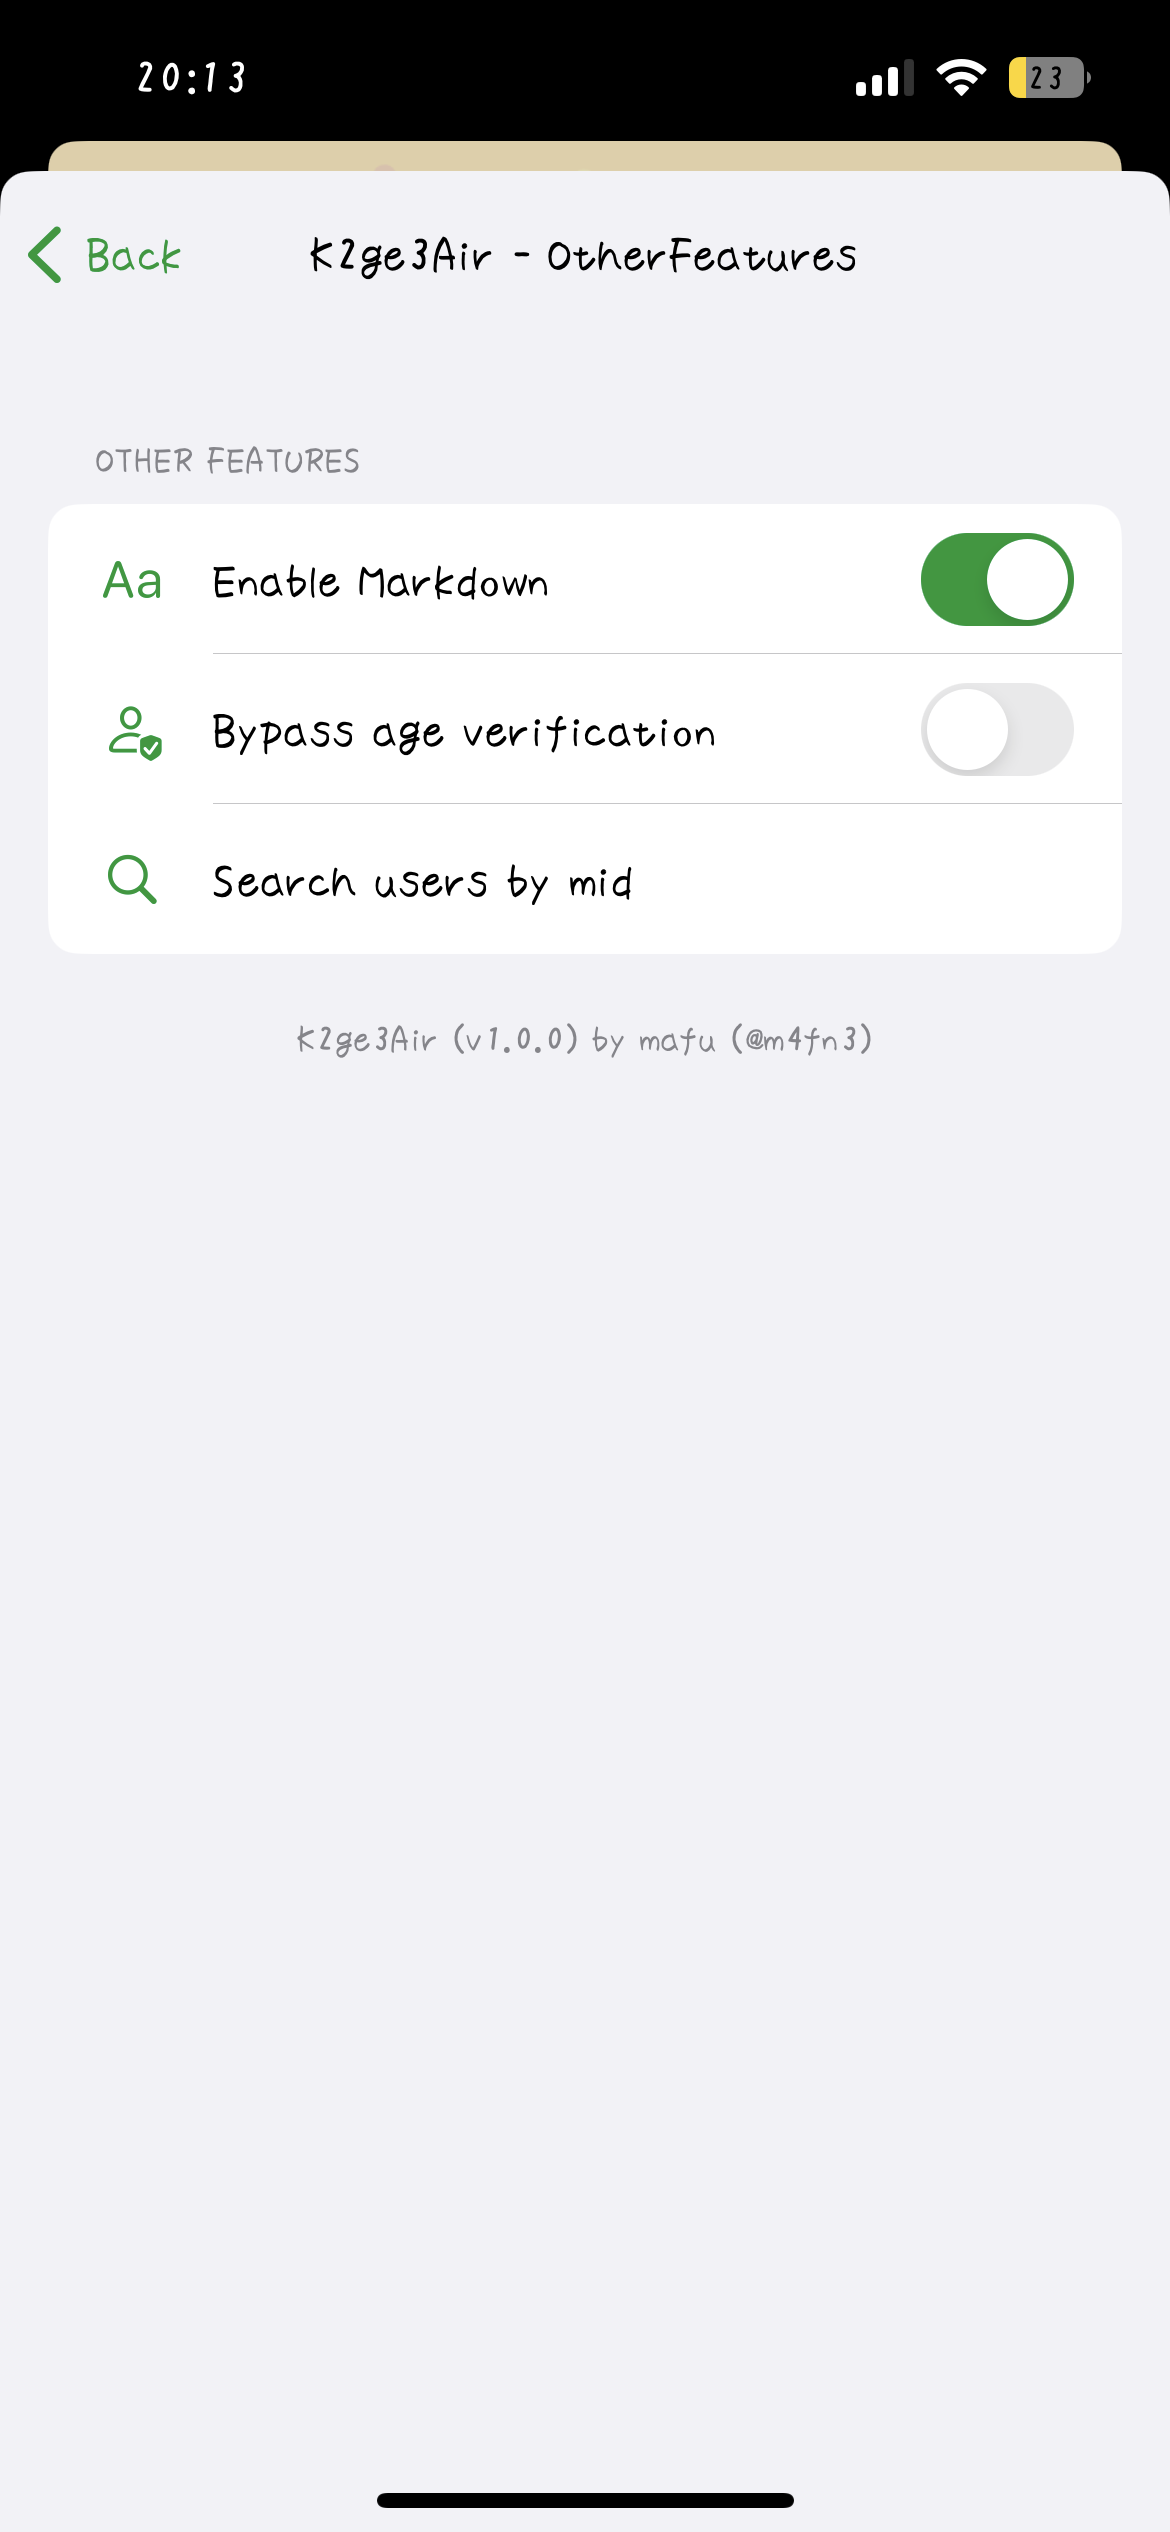 20:13
23
Back
K2ge3Air - OtherFeatures
OTHER FEATURES
Aa
Enable Markdown
Bypass age verification
Search users by mid
K2ge3Air (v1.0.0) by mafu (@m4fn3)